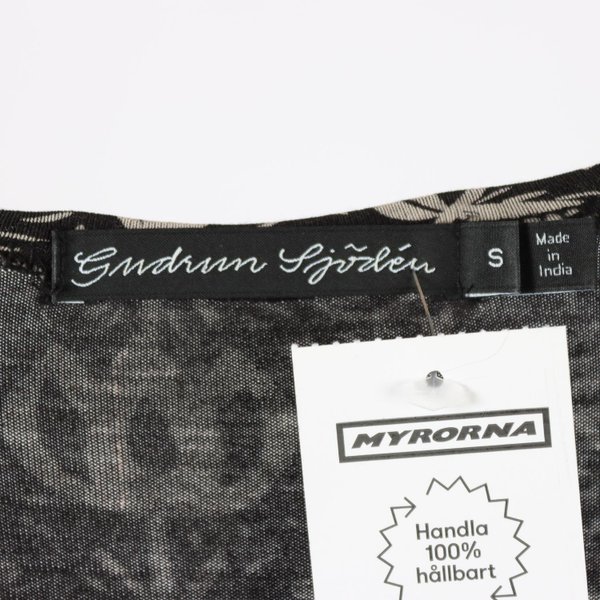 Gudrun Sjödén
S
Made
in
India
MYRORNA
Handla
100%
hållbart